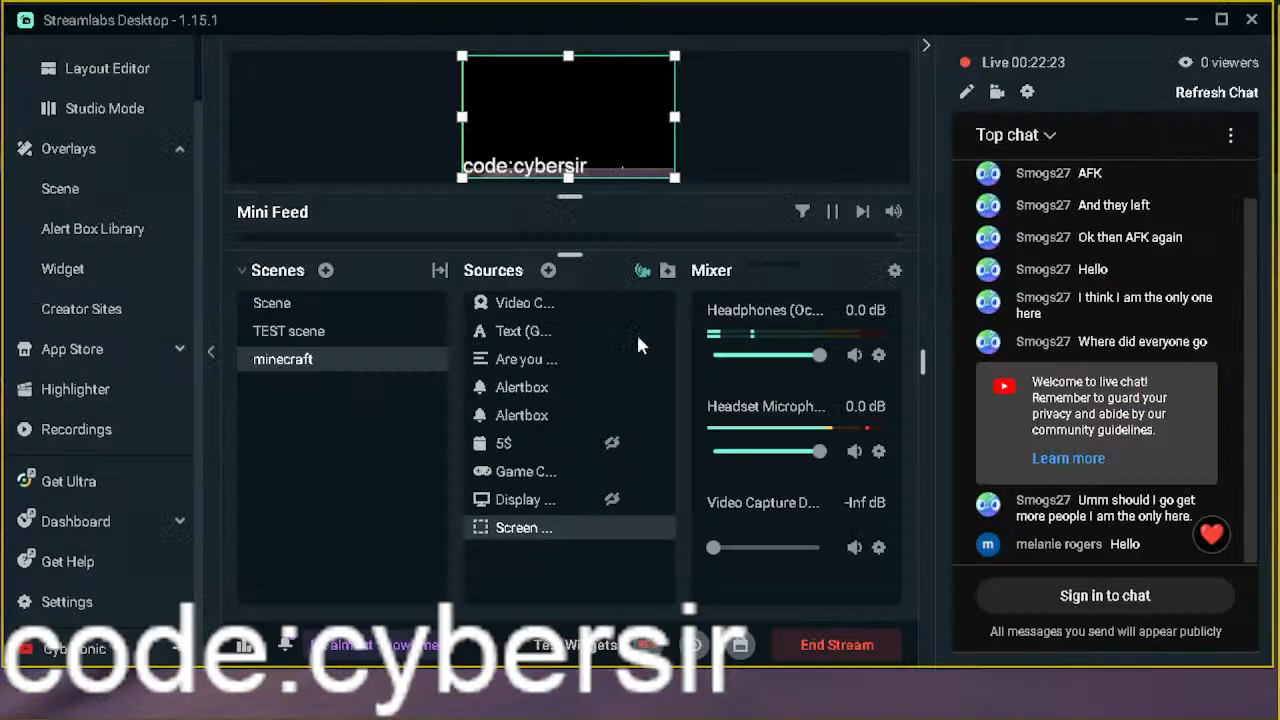 Streamlabs Desktop - 1.15.1
Layout Editor
Studio Mode
Overlays
Scene
Alert Box Library
Widget
Creator Sites
App Store
Highlighter
Recordings
Get Ultra
Dashboard
Get Help
Settings
code:cybersir
Mini Feed
Scenes
Scene
TEST scene
minecraft
Sources
Video C...
Text (G...
Are you ...
Alertbox
Alertbox
5$
Game C...
Display ...
Screen ...
Mixer
Headphones (Oc... 0.0 dB
Headset Microph... 0.0 dB
Video Capture D... -Inf dB
End Stream
Live 00:22:23
0 viewers
Refresh Chat
Top chat
Smogs27 AFK
Smogs27 And they left
Smogs27 Ok then AFK again
Smogs27 Hello
Smogs27 I think I am the only one
here
Smogs27 Where did everyone go
Welcome to live chat!
Remember to guard your
privacy and abide by our
community guidelines.
Learn more
Smogs27 Umm should I go get
more people I am the only here.
m
melanie rogers Hello
Sign in to chat
All messages you send will appear publicly
code:cybersir